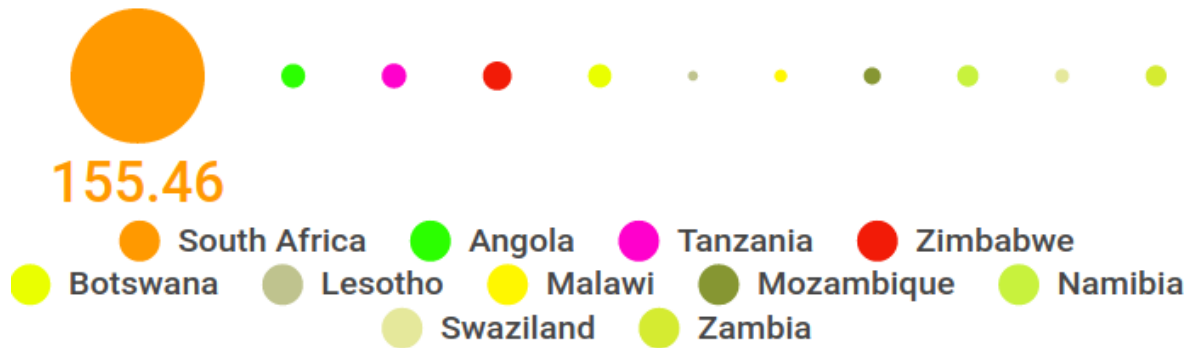 155.46
South Africa Angola Tanzania Zimbabwe
Botswana Lesotho Malawi Mozambique Namibia
Swaziland Zambia